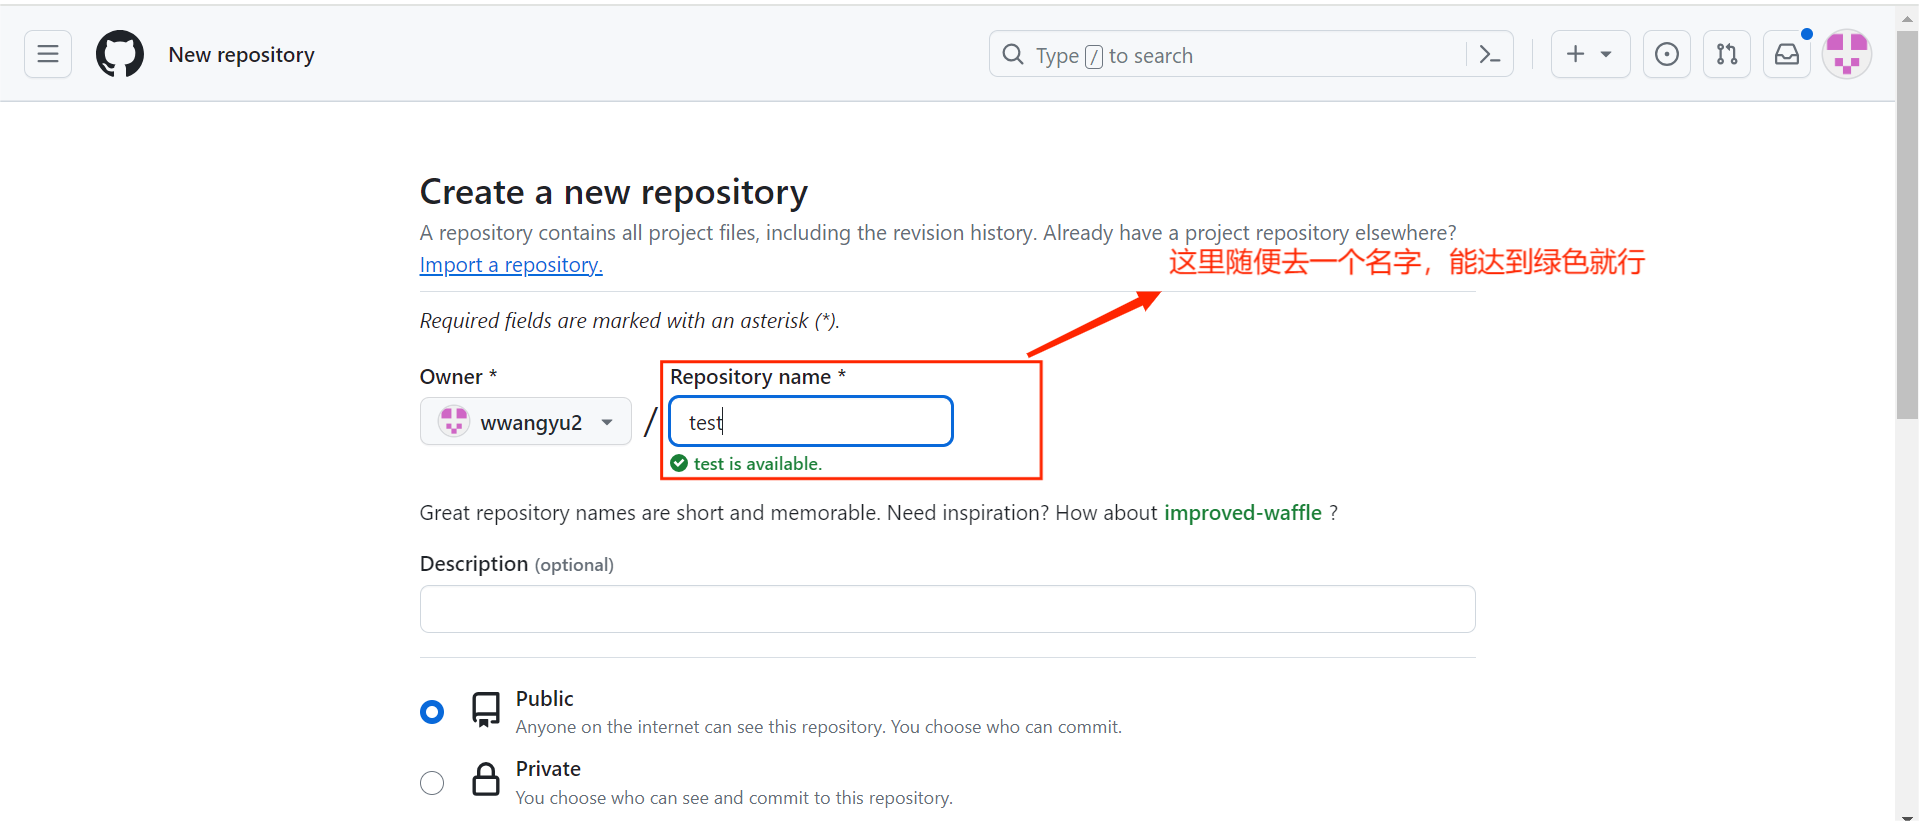 New repository
Type / to search
Create a new repository
A repository contains all project files, including the revision history. Already have a project repository elsewhere?
Import a repository.
这里随便去一个名字，能达到绿色就行
Required fields are marked with an asterisk (*).
Owner *
Repository name *
wwangyu2
/
test
test is available.
Great repository names are short and memorable. Need inspiration? How about improved-waffle ?
Description (optional)
Public
Anyone on the internet can see this repository. You choose who can commit.
Private
You choose who can see and commit to this repository.